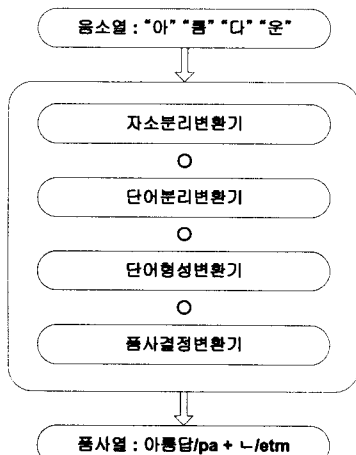 음소열 : "아" "름" "다" "운"
자소분리변환기
단어분리변환기
단어형성변환기
품사결정변환기
품사열 : 아름답/pa + ㄴ/etm